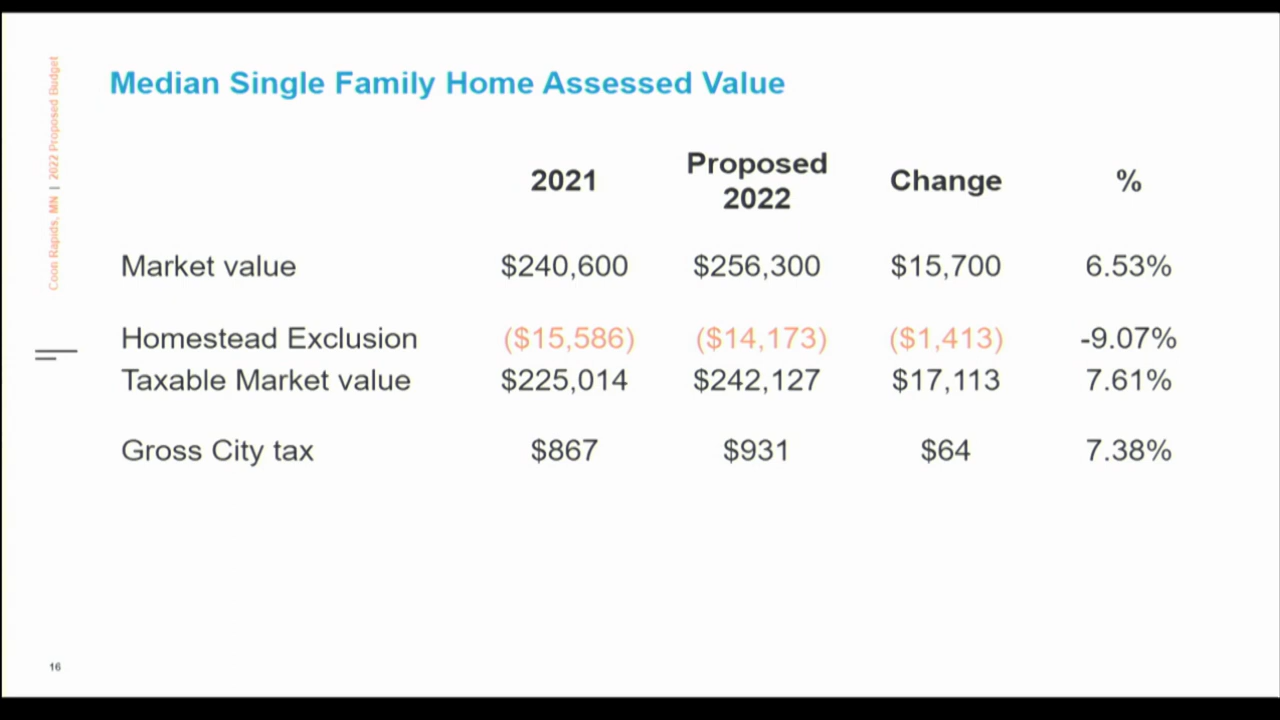 Coon Rapids, MN | 2022 Proposed Budget
Median Single Family Home Assessed Value
2021 Proposed 2022 Change %
Market value $240,600 $256,300 $15,700 6.53%
Homestead Exclusion ($15,586) ($14,173) ($1,413) -9.07%
Taxable Market value $225,014 $242,127 $17,113 7.61%
Gross City tax $867 $931 $64 7.38%
16